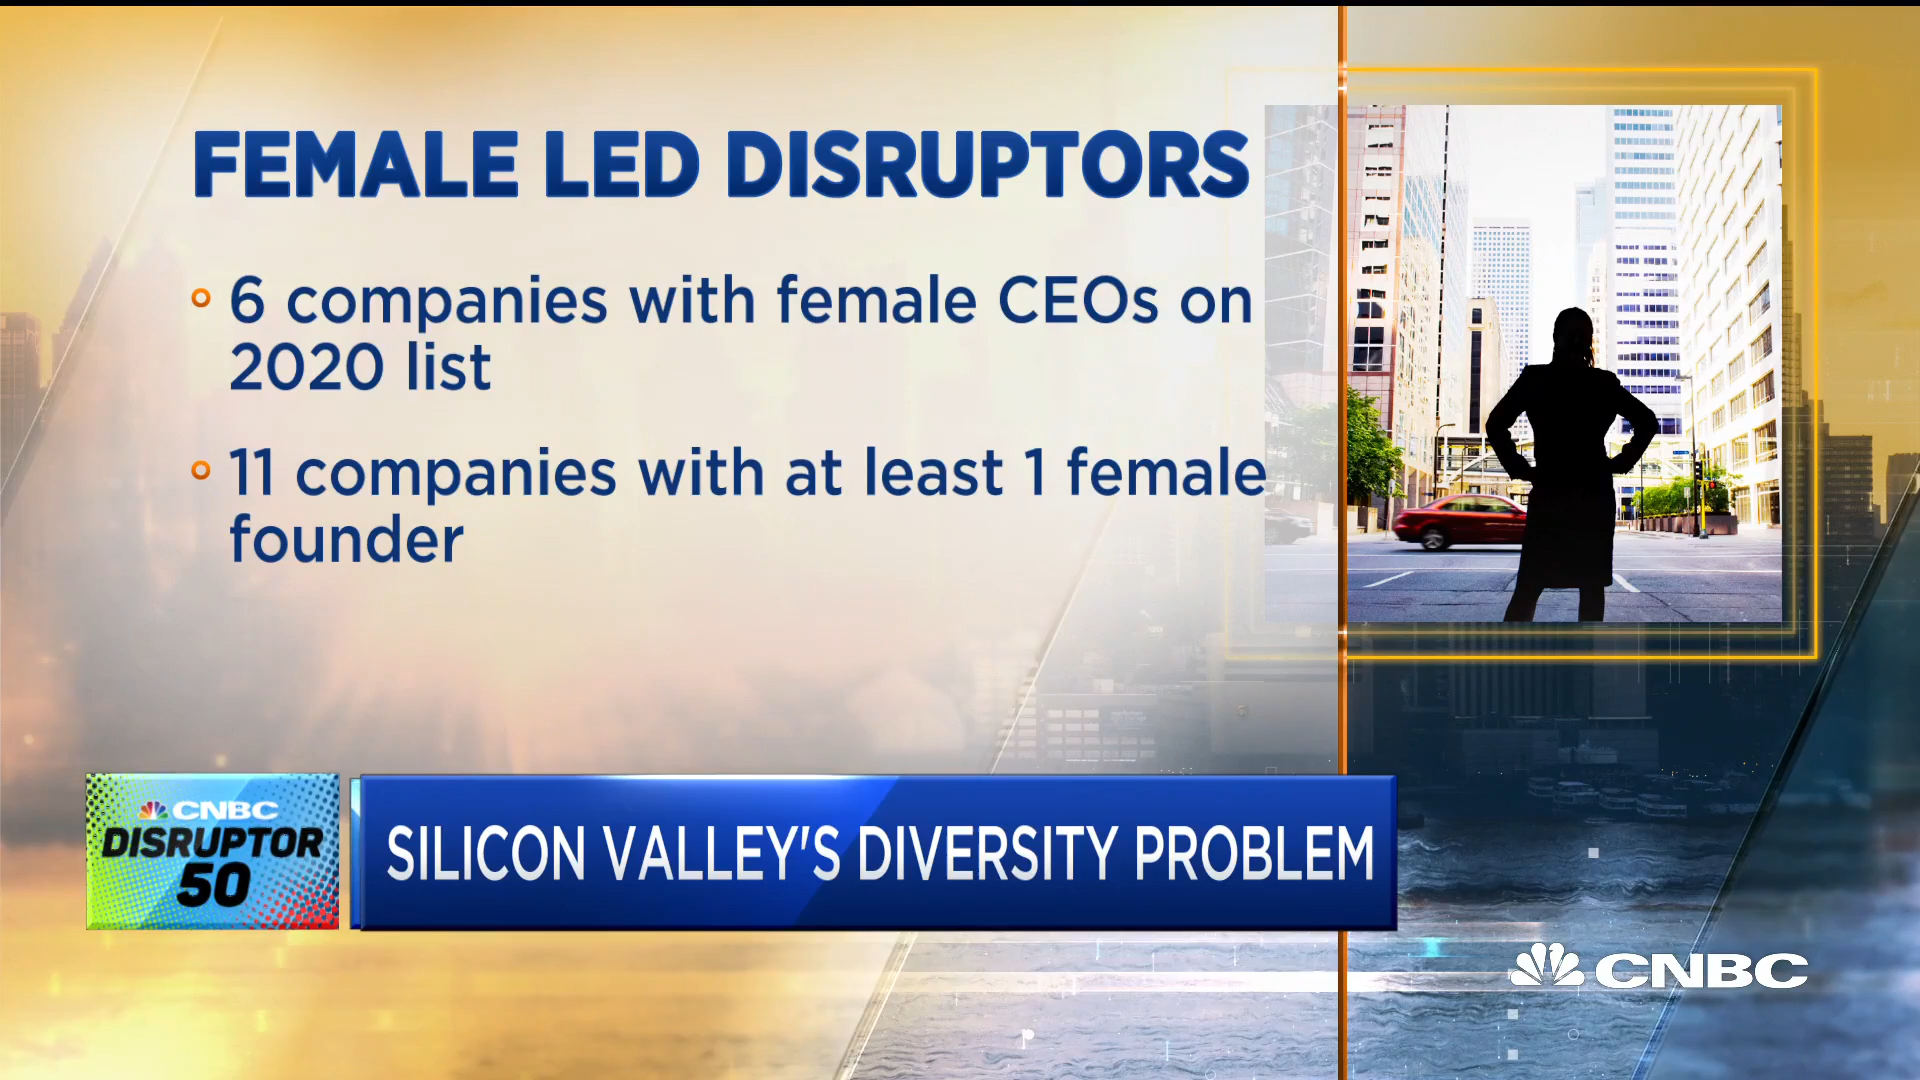 FEMALE LED DISRUPTORS
6 companies with female CEOs on
2020 list
11 companies with at least 1 female
founder
CNBC
DISRUPTOR
50
SILICON VALLEY'S DIVERSITY PROBLEM
CNBC